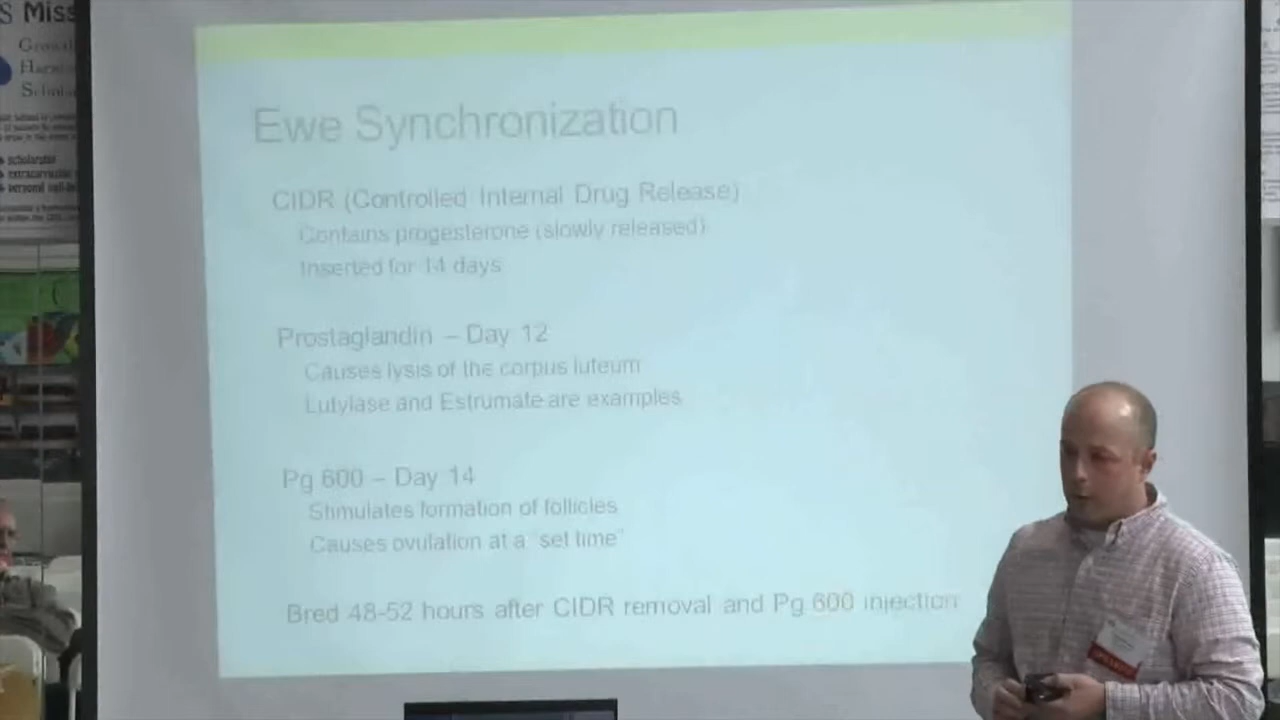 Miss
Ewe Synchronization
CIDR (Controlled Internal Drug Release)
Contains progesterone (slowly released)
Inserted for 14 days
Prostaglandin – Day 12
Causes lysis of the corpus luteum
Lutylase and Estrumate are examples
Pg 600 – Day 14
Stimulates formation of follicles
Causes ovulation at a "set time"
Bred 48-52 hours after CIDR removal and Pg 600 injection